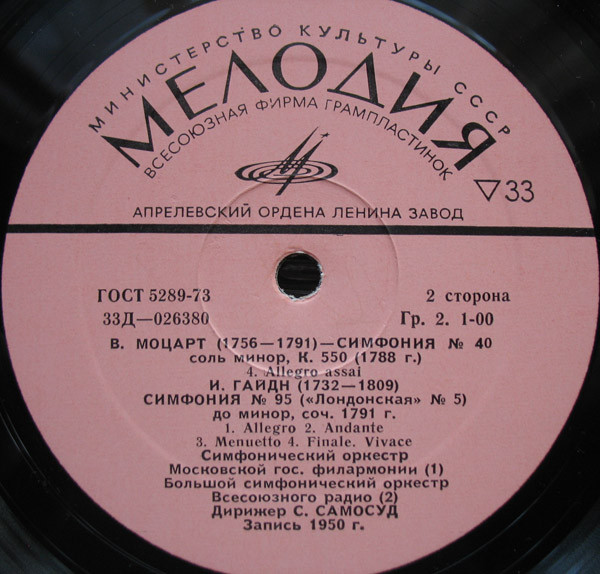 МИНИСТЕРСТВО КУЛЬТУРЫ СССР
МЕЛОДИЯ
ВСЕСОЮЗНАЯ ФИРМА ГРАМПЛАСТИНОК
▽33
АПРЕЛЕВСКИЙ ОРДЕНА ЛЕНИНА ЗАВОД
ГОСТ 5289-73
2 сторона
33Д—026380
Гр. 2. 1-00
В. МОЦАРТ (1756—1791)—СИМФОНИЯ № 40
соль минор, К. 550 (1788 г.)
4. Allegro assai
И. ГАЙДН (1732—1809)
СИМФОНИЯ № 95 («Лондонская» № 5)
до минор, соч. 1791 г.
1. Allegro 2. Andante
3. Menuetto 4. Finale. Vivace
Симфонический оркестр
Московской гос. филармонии (1)
Большой симфонический оркестр
Всесоюзного радио (2)
Дирижер С. САМОСУД
Запись 1950 г.